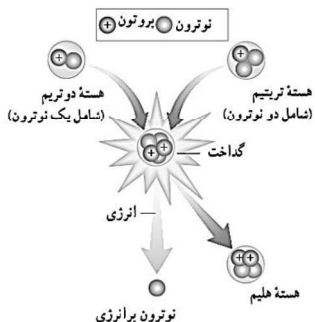 نوترون پروتون +
هستهٔ تریتیم
(شامل دو نوترون)
هستهٔ دوتریم
(شامل یک نوترون)
گداخت
انرژی
هستهٔ هلیم
نوترون پرانرژی